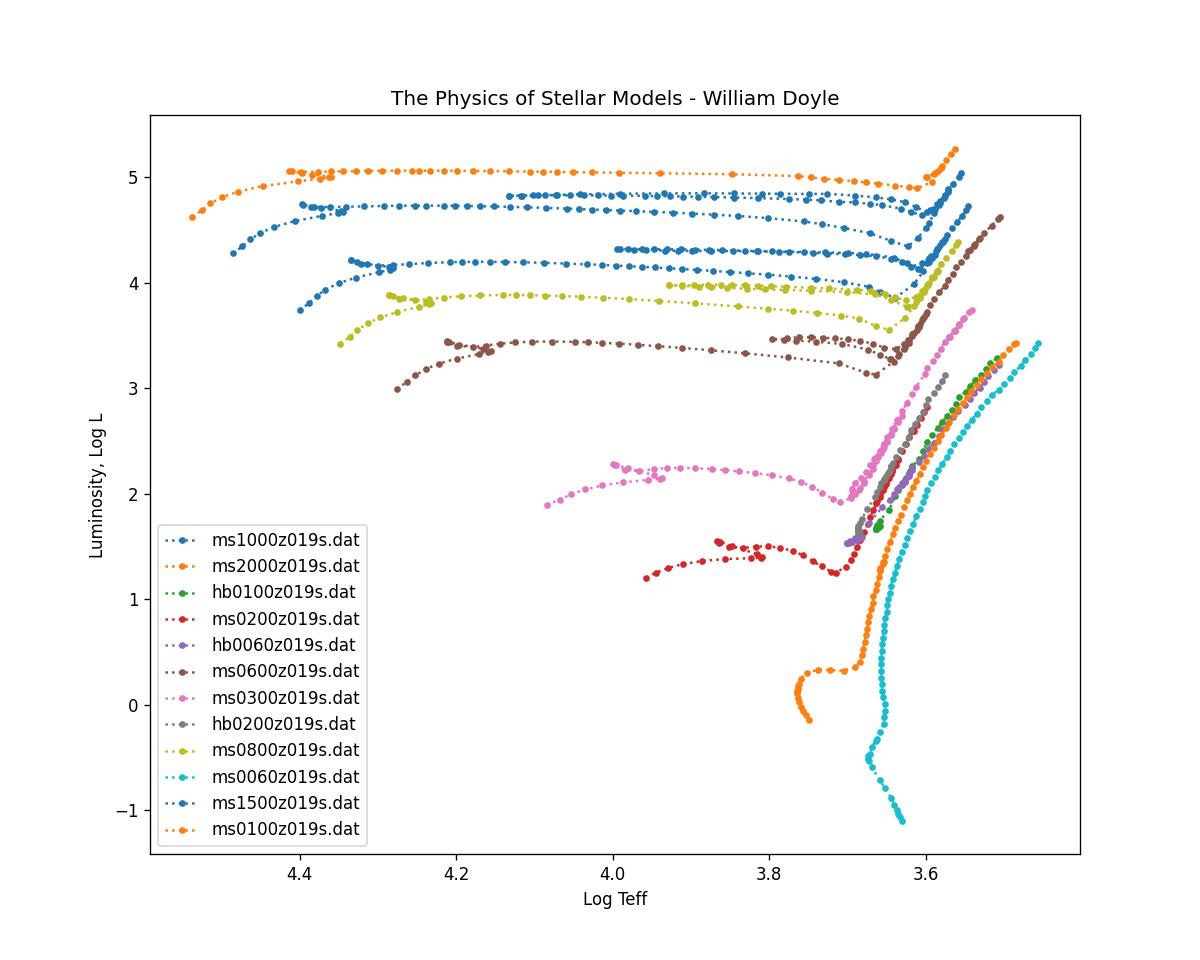 The Physics of Stellar Models - William Doyle
Luminosity, Log L
5
4
3
2
1
0
−1
ms1000z019s.dat
ms2000z019s.dat
hb0100z019s.dat
ms0200z019s.dat
hb0060z019s.dat
ms0600z019s.dat
ms0300z019s.dat
hb0200z019s.dat
ms0800z019s.dat
ms0060z019s.dat
ms1500z019s.dat
ms0100z019s.dat
4.4 4.2 4.0 3.8 3.6
Log Teff